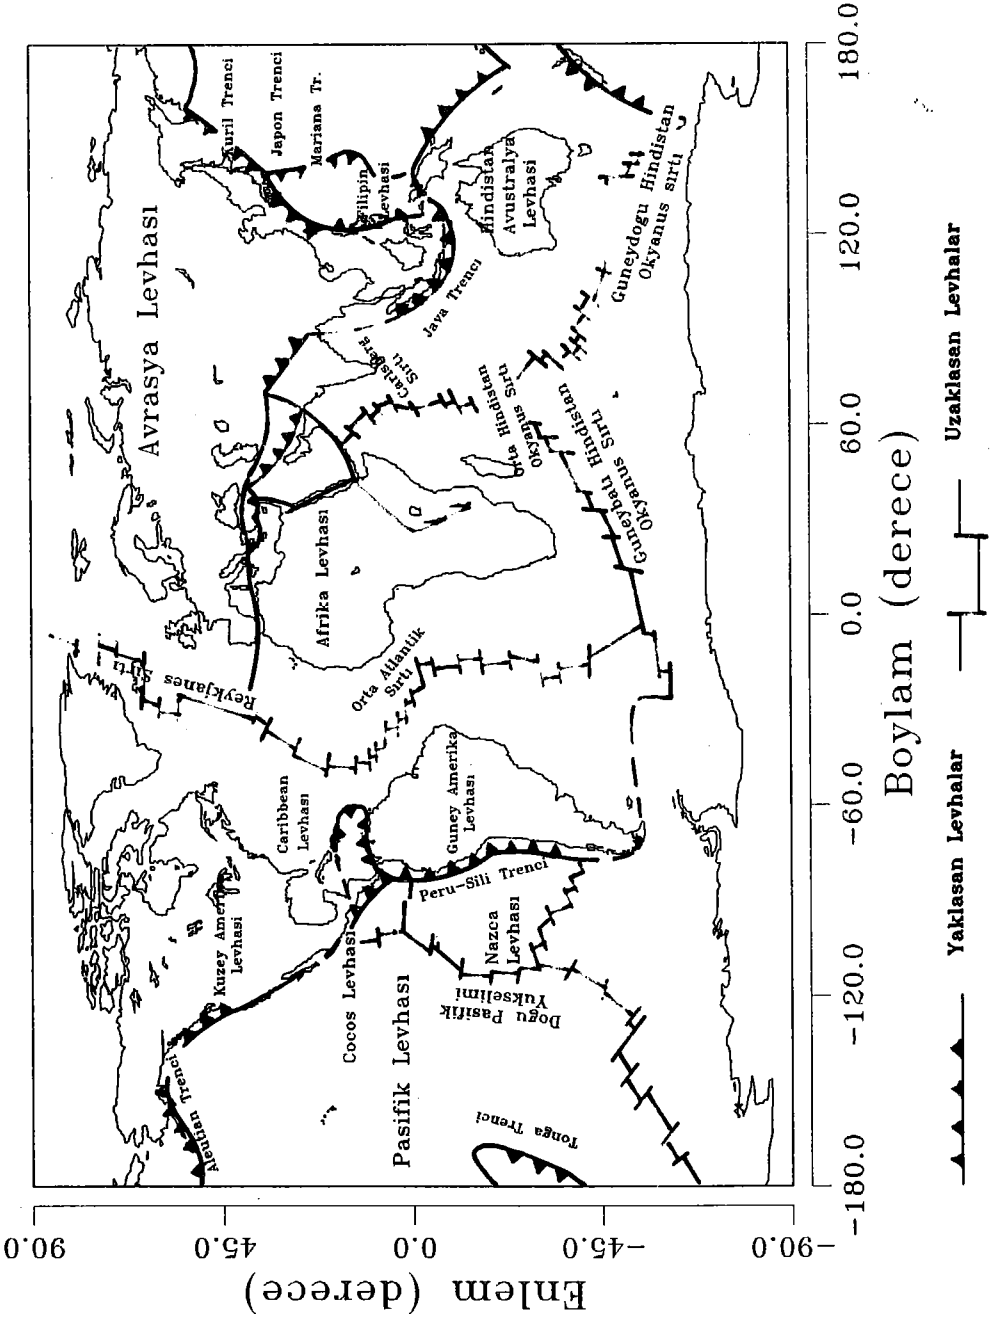 Aleutian Trenci
Kuzey Amerika
Levhasi
Caribbean
Levhası
Cocos Levhası
Pasifik Levhası
Dogu Pasifik
Yukselimi
Nazca
Levhası
Peru-Sili Trenci
Guney Amerika
Levhası
Tonga Trenci
Reykjanes
Sirti
Orta Atlantik
Sırtı
Afrika Levhası
Avrasya Levhası
Carlsberg
Sırtı
Orta Hindistan
Okyanus Sırtı
Guneybatı Hindistan
Okyanus Sırtı
Java Trenci
Guneydogu Hindistan
Okyanus sırtı
Hindistan
Avustralya
Levhası
Filipin
Levhası
Kuril Trenci
Japon Trenci
Mariana Tr.
90.0
45.0
0.0
-45.0
-90.0
Enlem (derece)
-180.0
-120.0
-60.0
0.0
60.0
120.0
180.0
Boylam (derece)
Yaklasan Levhalar
Uzaklasan Levhalar